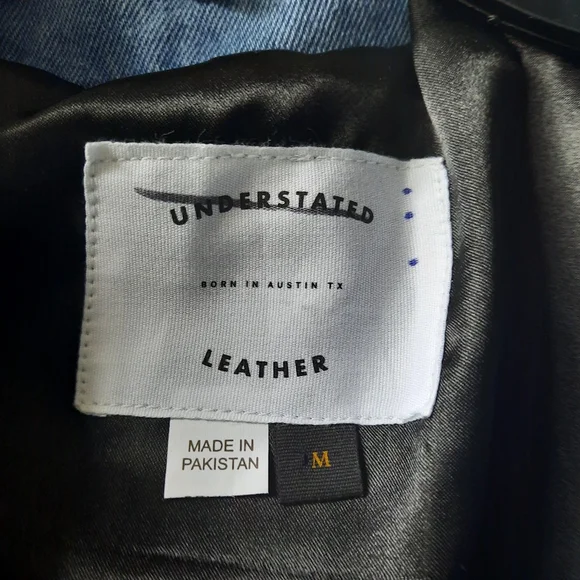 UNDERSTATED
BORN IN AUSTIN TX
LEATHER
MADE IN
PAKISTAN
M